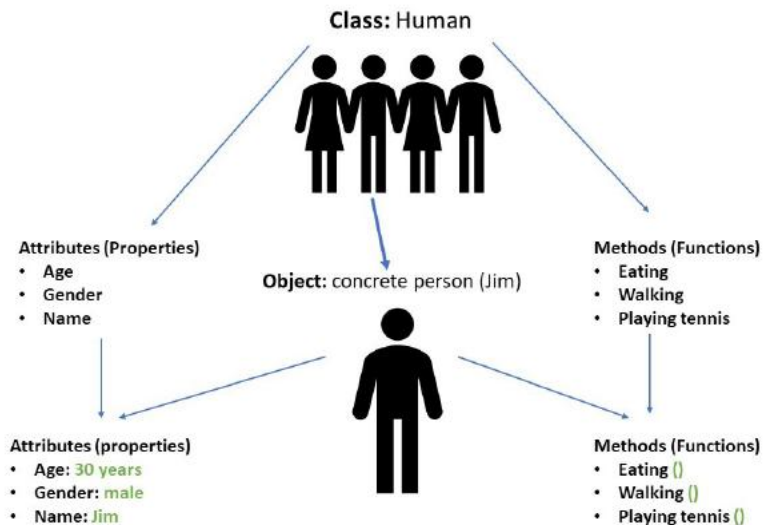 Class: Human
Attributes (Properties)
• Age
• Gender
• Name
Object: concrete person (Jim)
Methods (Functions)
• Eating
• Walking
• Playing tennis
Attributes (properties)
• Age: 30 years
• Gender: male
• Name: Jim
Methods (Functions)
• Eating ()
• Walking ()
• Playing tennis ()